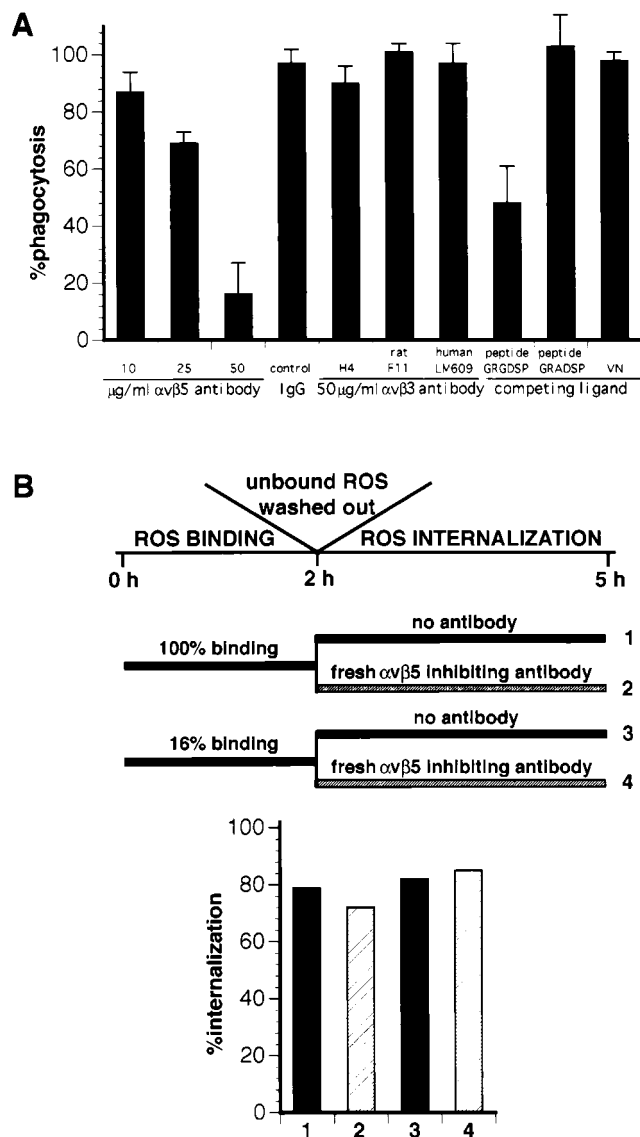 A
%phagocytosis
100
80
60
40
20
0
10 25 50 control H4 rat F11 human LM609 peptide GRGDSP peptide GRADSP VN
µg/ml αvβ5 antibody IgG 50µg/ml αvβ3 antibody competing ligand
B
unbound ROS
washed out
ROS BINDING ROS INTERNALIZATION
0 h 2 h 5 h
no antibody 1
100% binding
fresh αvβ5 inhibiting antibody 2
no antibody 3
16% binding
fresh αvβ5 inhibiting antibody 4
%internalization
100
80
60
40
20
0
1 2 3 4